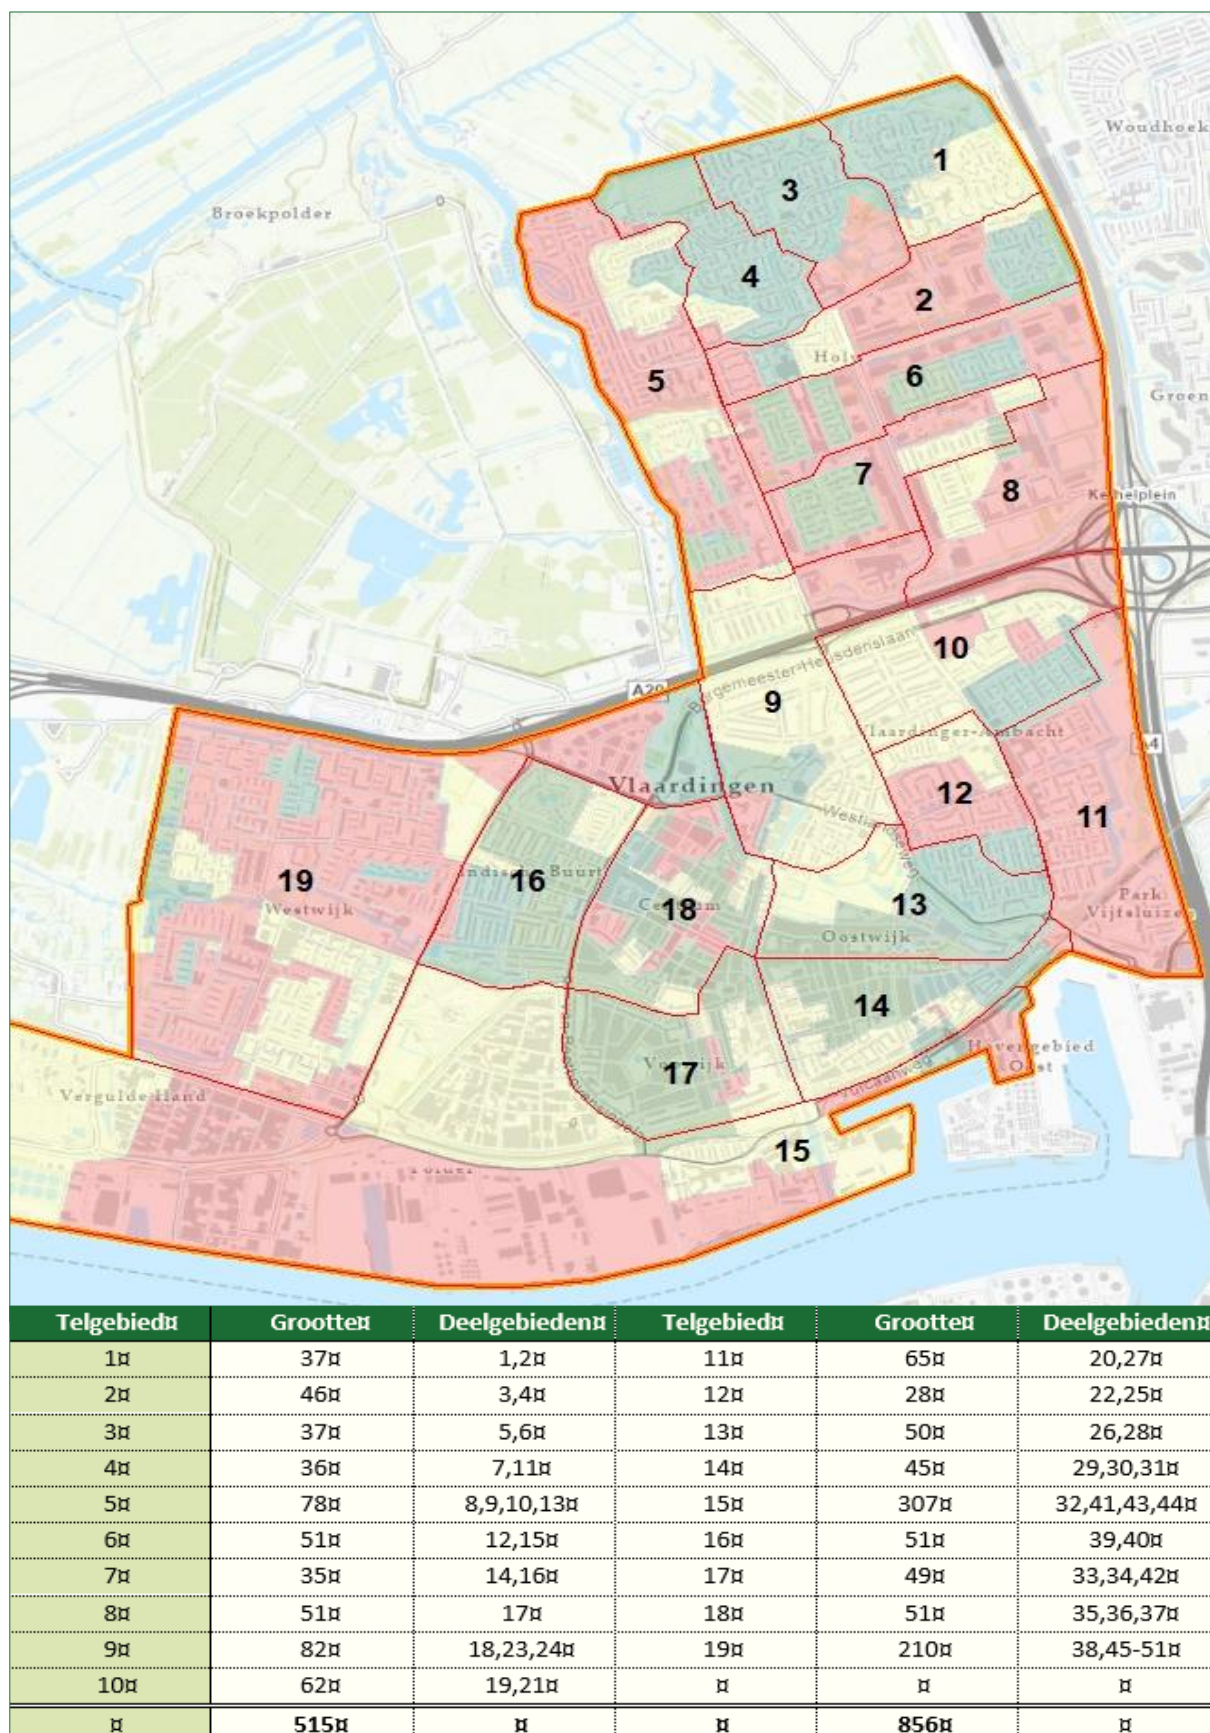 Woudhoek
1
Broekpolder
3
4
2
Holy
5
6
Groen
7
8
Kethelplein
10
Burgemeester-Heusdenslaan
A20
9
Vlaardinger-Ambacht
A4
Vlaardingen
12
11
Westlandseweg
19
Indische Buurt
16
Westwijk
18
Centrum
13
Oostwijk
Park
Vijfsluizen
14
Havengebied
Oost
17
Vulcaanweg
Vergulde Hand
15
Polder
Telgebied¤ Grootte¤ Deelgebieden¤ Telgebied¤ Grootte¤ Deelgebieden¤
1¤ 37¤ 1,2¤ 11¤ 65¤ 20,27¤
2¤ 46¤ 3,4¤ 12¤ 28¤ 22,25¤
3¤ 37¤ 5,6¤ 13¤ 50¤ 26,28¤
4¤ 36¤ 7,11¤ 14¤ 45¤ 29,30,31¤
5¤ 78¤ 8,9,10,13¤ 15¤ 307¤ 32,41,43,44¤
6¤ 51¤ 12,15¤ 16¤ 51¤ 39,40¤
7¤ 35¤ 14,16¤ 17¤ 49¤ 33,34,42¤
8¤ 51¤ 17¤ 18¤ 51¤ 35,36,37¤
9¤ 82¤ 18,23,24¤ 19¤ 210¤ 38,45-51¤
10¤ 62¤ 19,21¤ ¤ ¤ ¤
¤ 515¤ ¤ ¤ 856¤ ¤